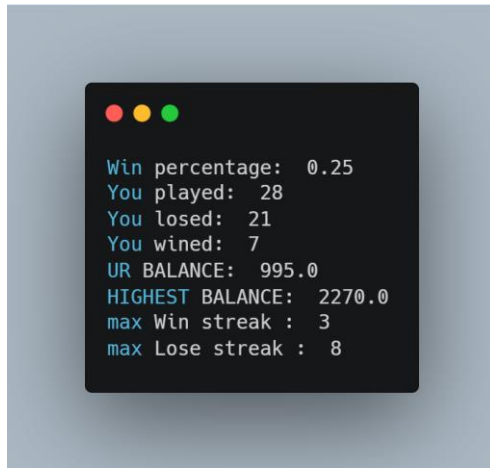 Win percentage:  0.25
You played:  28
You losed:  21
You wined:  7
UR BALANCE:  995.0
HIGHEST BALANCE:  2270.0
max Win streak :  3
max Lose streak :  8